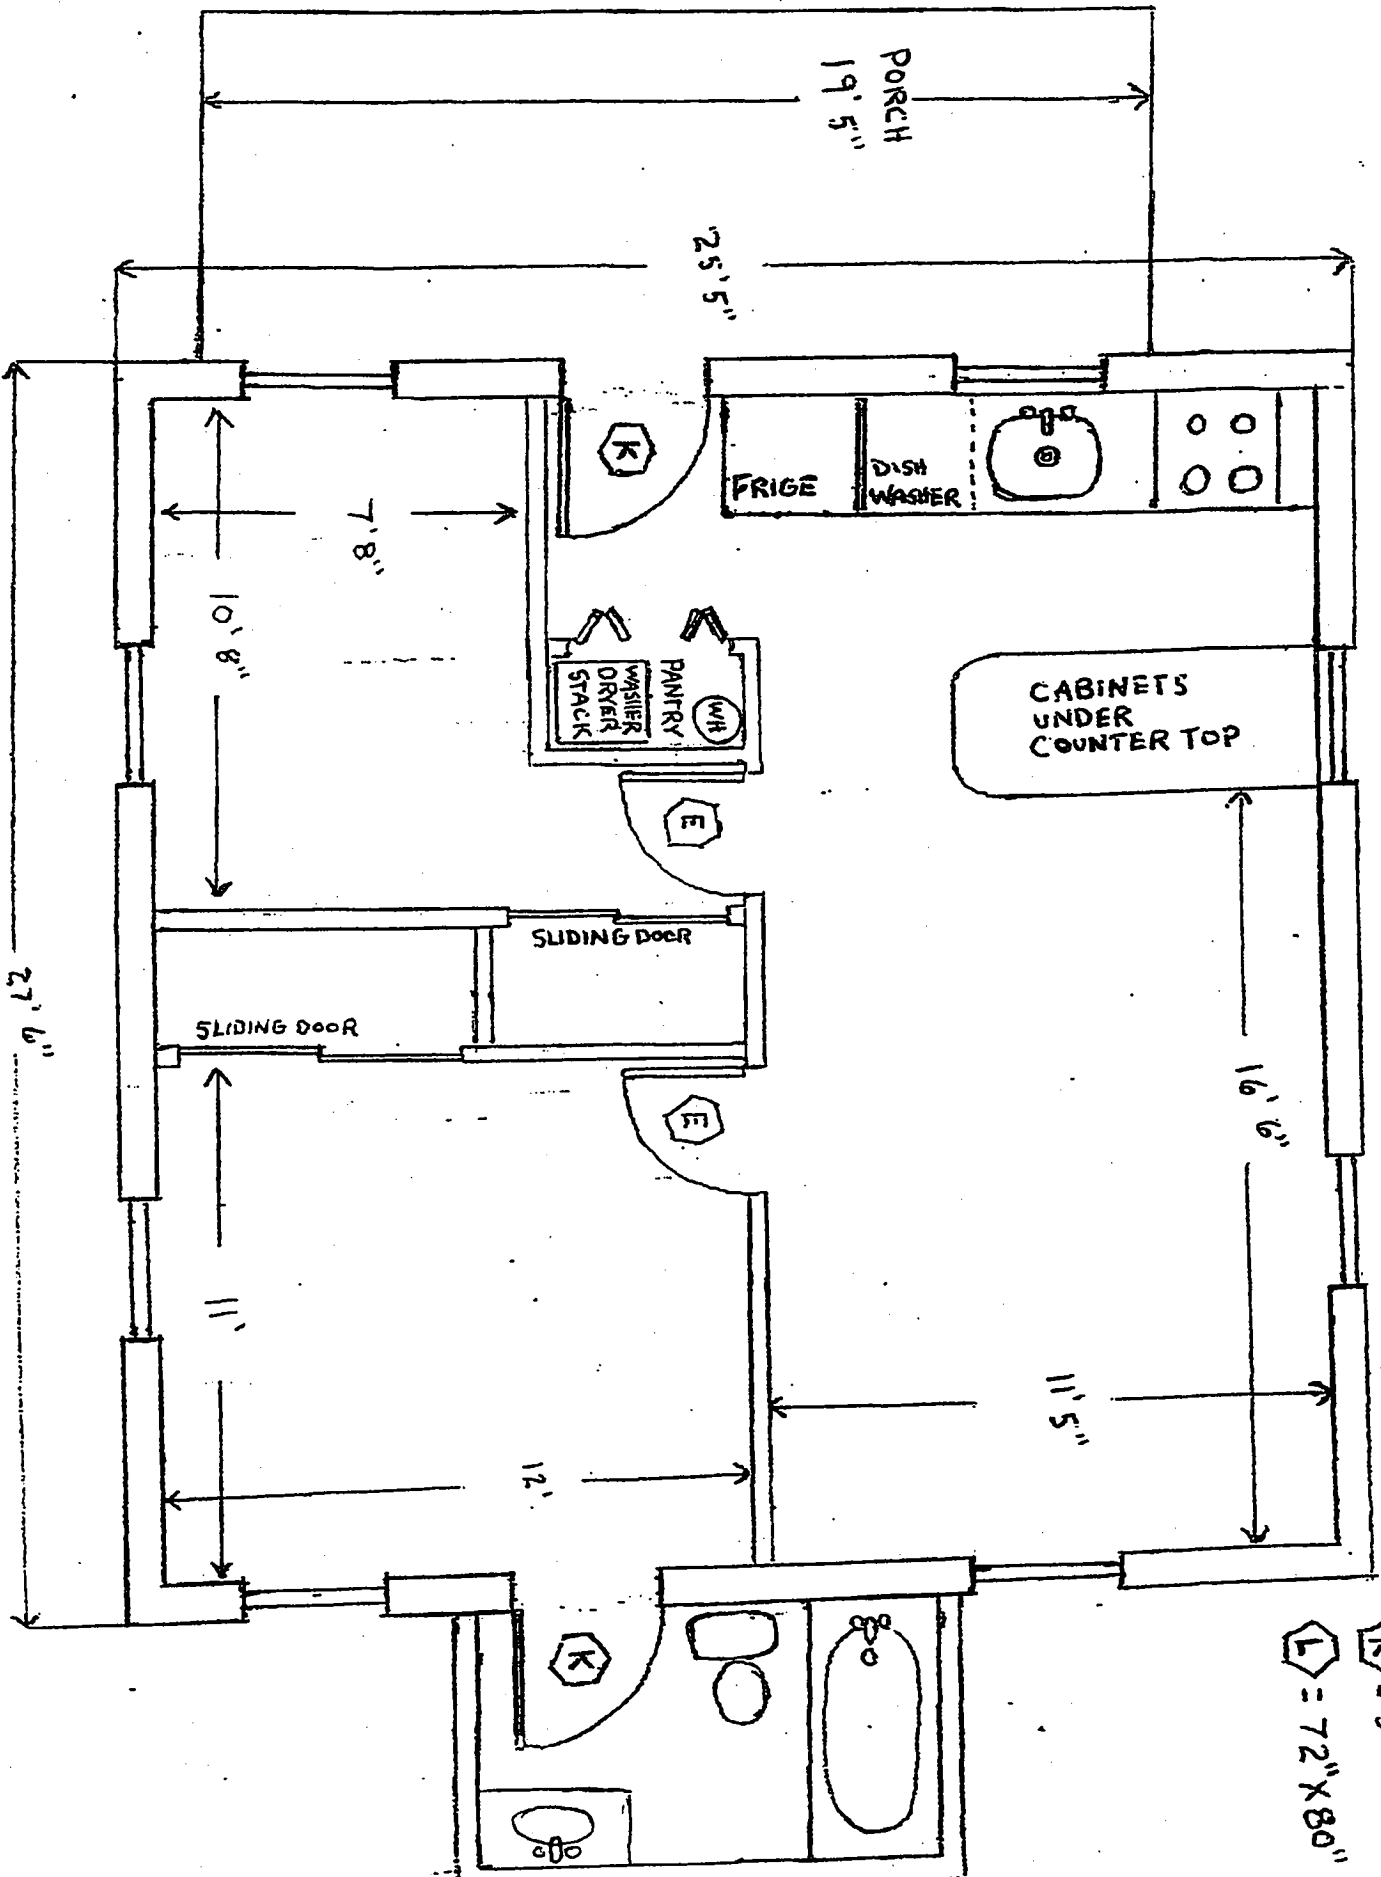 PORCH
19' 5"
25' 5"
K
FRIGE
DISH
WASHER
7' 8"
10' 8"
WASHER
DRYER
STACK
PANTRY
WH
CABINETS
UNDER
COUNTER TOP
E
SLIDING DOOR
SLIDING DOOR
27' 6"
E
16' 6"
11'
11' 5"
12'
K
L = 72" X 80"